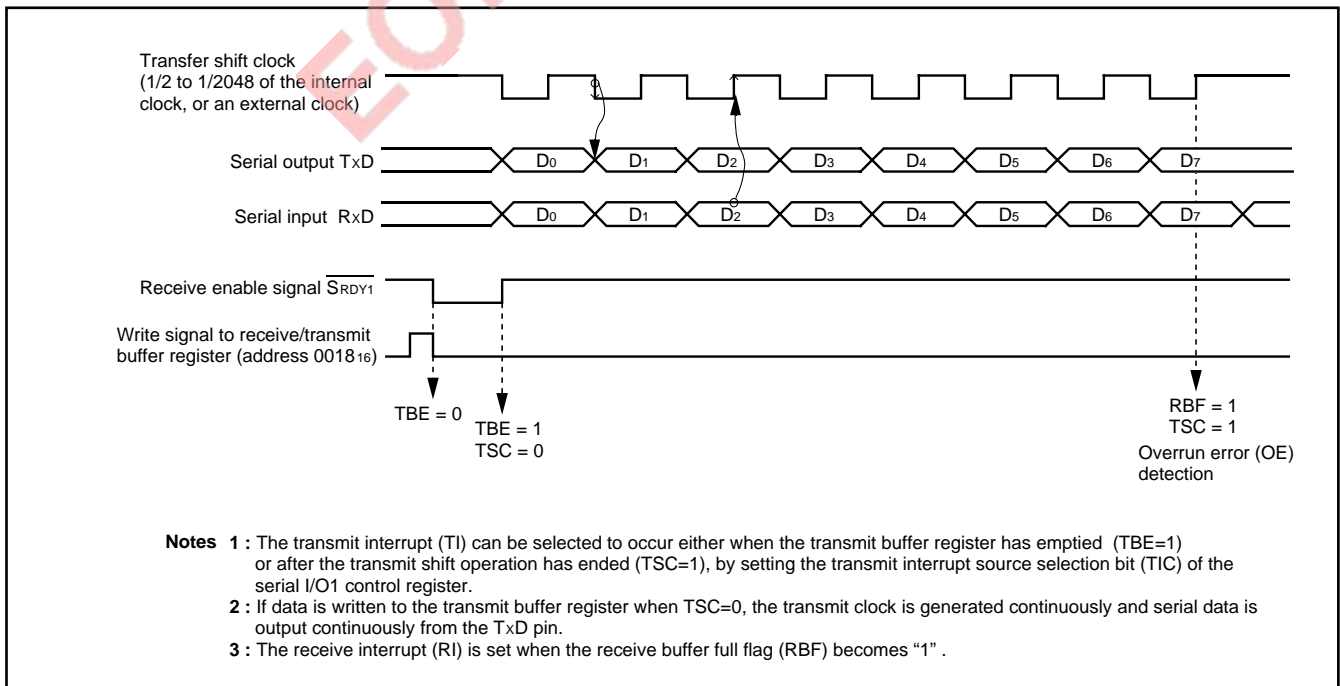 Transfer shift clock
(1/2 to 1/2048 of the internal
clock, or an external clock)
Serial output TxD
D0 D1 D2 D3 D4 D5 D6 D7
Serial input RxD
D0 D1 D2 D3 D4 D5 D6 D7
Receive enable signal SRDY1
Write signal to receive/transmit
buffer register (address 001816)
TBE = 0
TBE = 1
TSC = 0
RBF = 1
TSC = 1
Overrun error (OE)
detection
Notes 1 : The transmit interrupt (TI) can be selected to occur either when the transmit buffer register has emptied (TBE=1)
or after the transmit shift operation has ended (TSC=1), by setting the transmit interrupt source selection bit (TIC) of the
serial I/O1 control register.
2 : If data is written to the transmit buffer register when TSC=0, the transmit clock is generated continuously and serial data is
output continuously from the TxD pin.
3 : The receive interrupt (RI) is set when the receive buffer full flag (RBF) becomes “1” .
EO